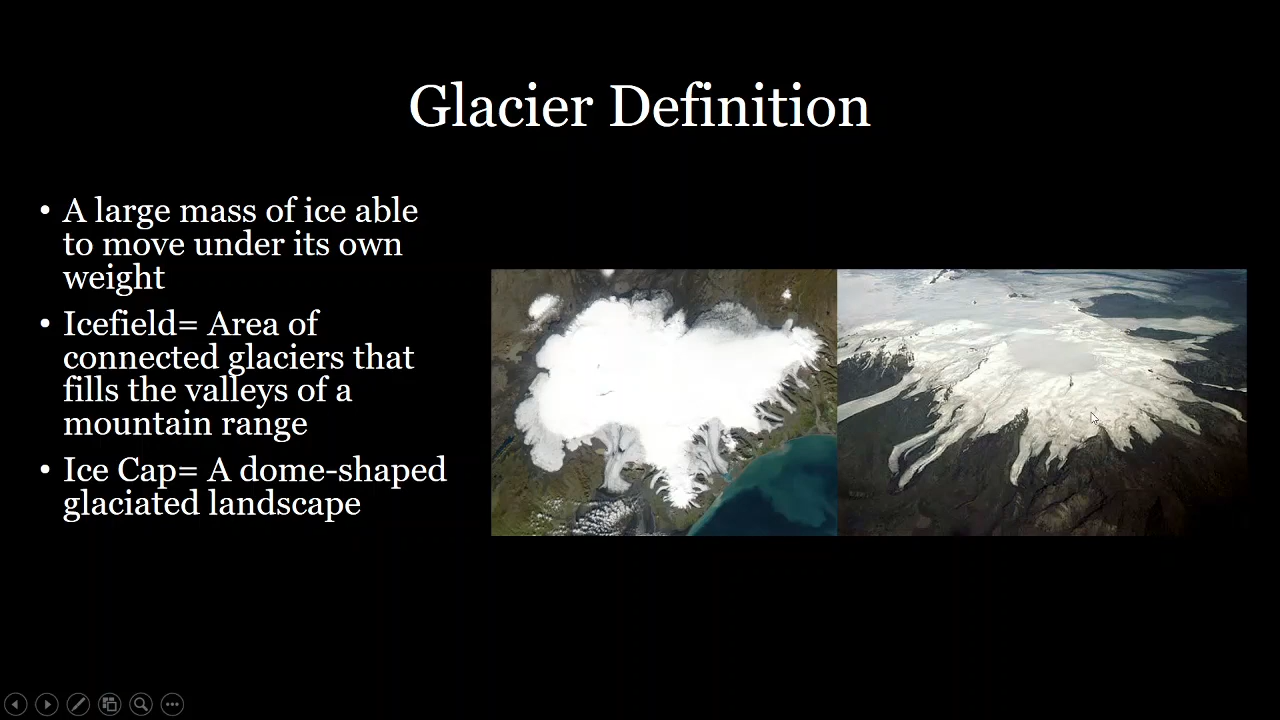 Glacier Definition
• A large mass of ice able
to move under its own
weight
• Icefield= Area of
connected glaciers that
fills the valleys of a
mountain range
• Ice Cap= A dome-shaped
glaciated landscape